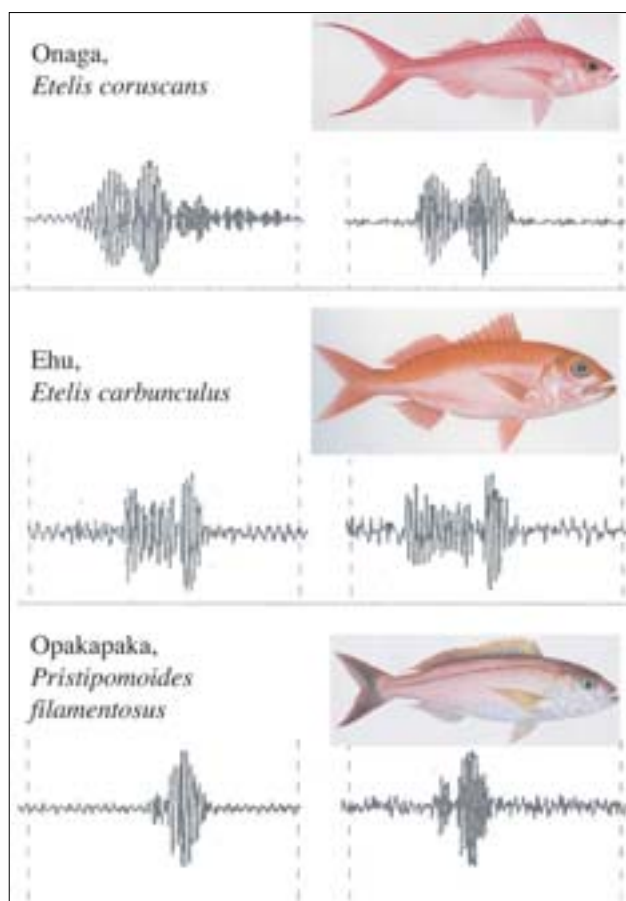 Onaga,
Etelis coruscans
Ehu,
Etelis carbunculus
Opakapaka,
Pristipomoides
filamentosus